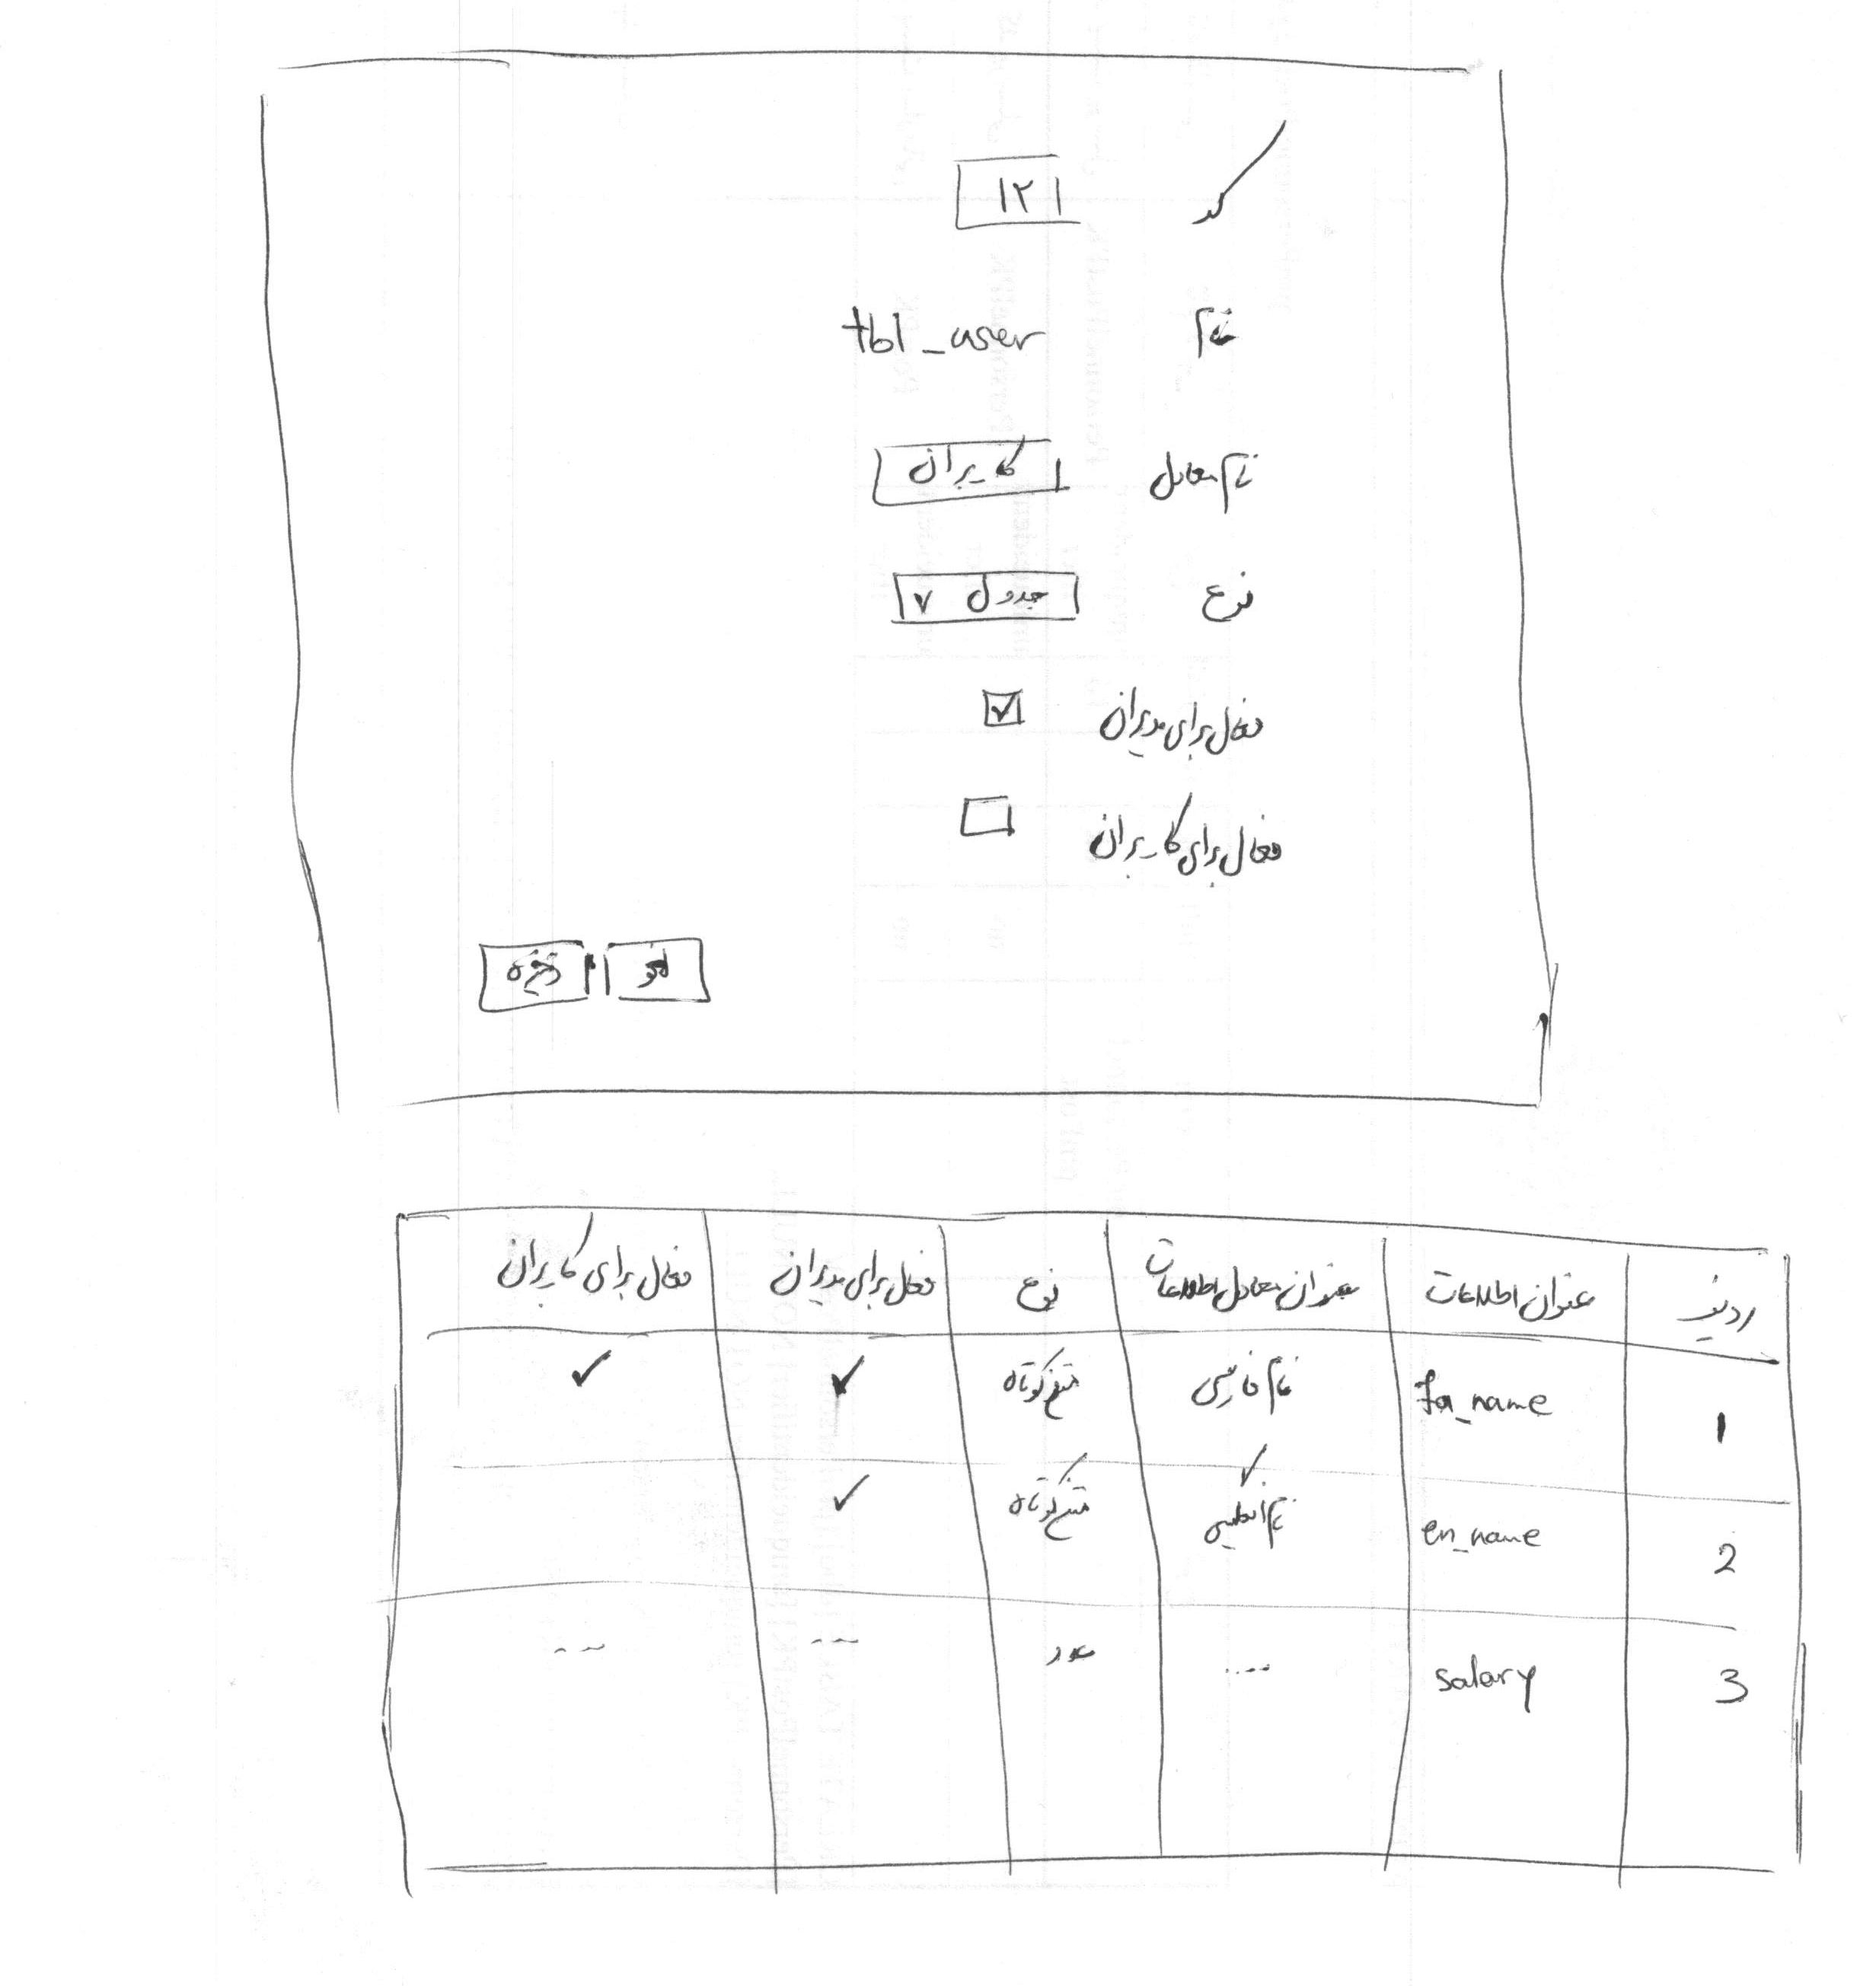 کد ۱۲۱
نام tbl_user
نام معادل کاربران
نوع جدول
فعال برای مدیران
فعال برای کاربران
لغو ذخیره
ردیف عنوان اطلاعات عنوان معادل اطلاعات نوع فعال برای مدیران فعال برای کاربران
1 fa_name نام فارسی متن کوتاه ✓ ✓
2 en_name نام انگلیسی متن کوتاه ✓
3 salary .... عدد --- ---